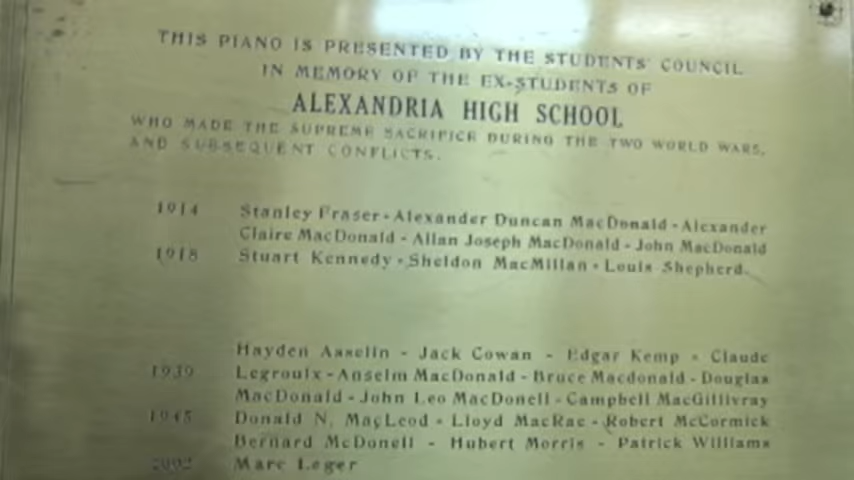 THIS PIANO IS PRESENTED BY THE STUDENTS' COUNCIL
IN MEMORY OF THE EX-STUDENTS OF
ALEXANDRIA HIGH SCHOOL
WHO MADE THE SUPREME SACRIFICE DURING THE TWO WORLD WARS,
AND SUBSEQUENT CONFLICTS.
1914 Stanley Fraser - Alexander Duncan MacDonald - Alexander
Claire MacDonald - Allan Joseph MacDonald - John MacDonald
1918 Stuart Kennedy - Sheldon MacMillan - Louis Shepherd.
Hayden Asselin - Jack Cowan - Edgar Kemp - Claude
1939 Legroulx - Anselm MacDonald - Bruce Macdonald - Douglas
MacDonald - John Leo MacDonell - Campbell MacGillivray
1945 Donald N. MacLeod - Lloyd MacRae - Robert McCormick
Bernard McDonell - Hubert Morris - Patrick Williams
2002 Marc Leger